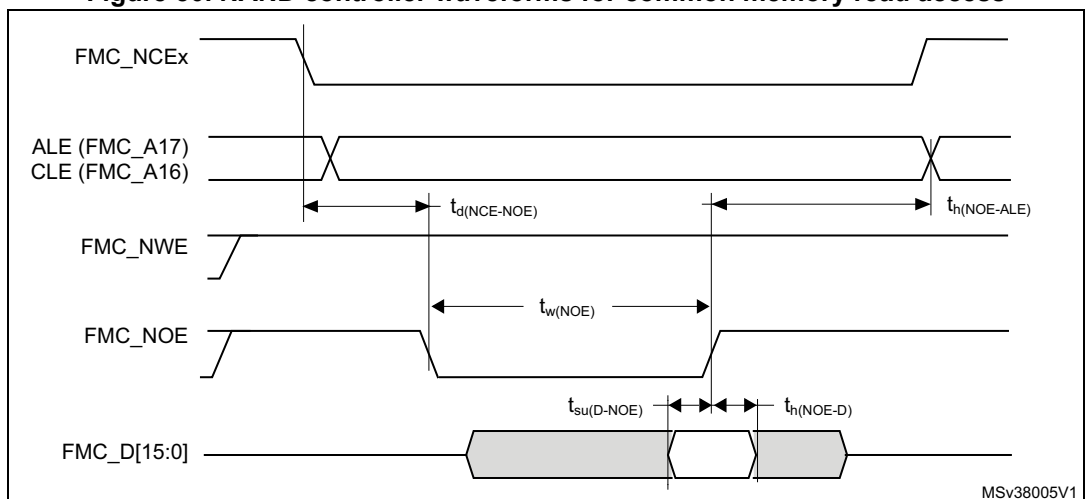 Figure 50. NAND controller waveforms for common memory read access
FMC_NCEx
ALE (FMC_A17)
CLE (FMC_A16)
td(NCE-NOE)
th(NOE-ALE)
FMC_NWE
tw(NOE)
FMC_NOE
tsu(D-NOE)
th(NOE-D)
FMC_D[15:0]
MSv38005V1